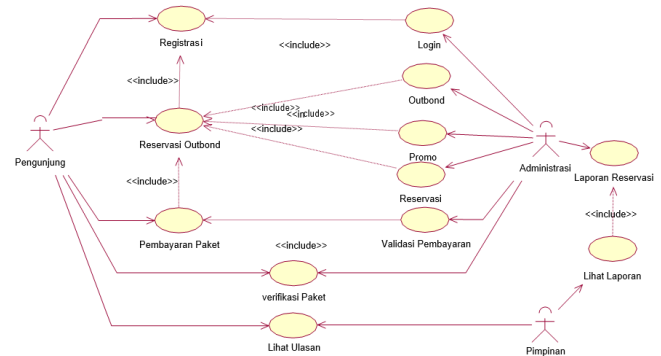 Registrasi
<<include>>
Login
<<include>>
Outbond
<<include>>
<<include>>
<<include>>
Reservasi Outbond
Promo
Pengunjung
Administrasi
Laporan Reservasi
<<include>>
Reservasi
<<include>>
Pembayaran Paket
<<include>>
Validasi Pembayaran
Lihat Laporan
verifikasi Paket
Lihat Ulasan
Pimpinan